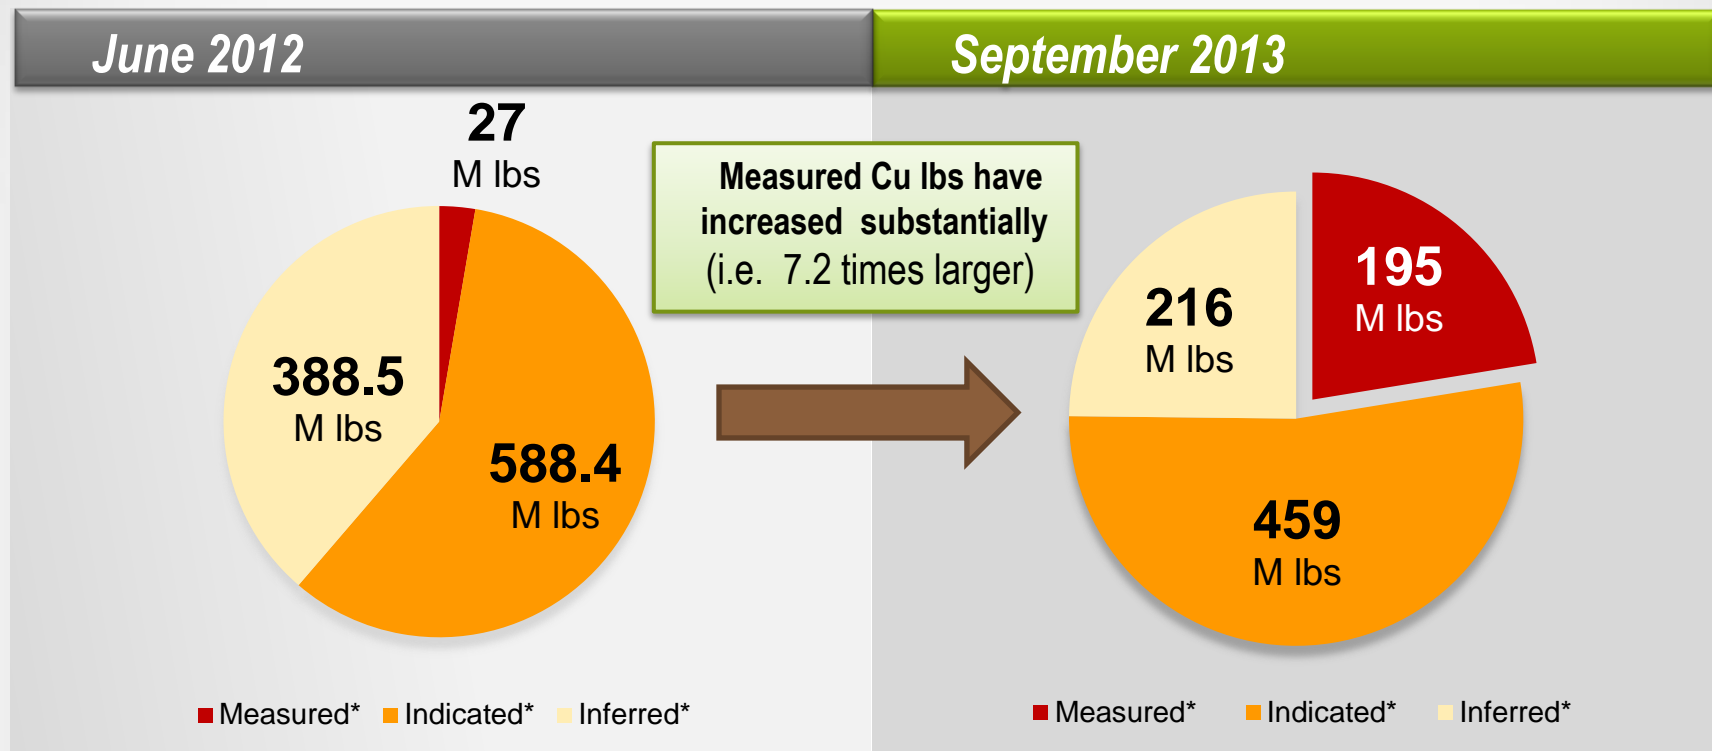 June 2012
September 2013
27
M lbs
388.5
M lbs
588.4
M lbs
Measured Cu lbs have
increased substantially
(i.e. 7.2 times larger)
216
M lbs
195
M lbs
459
M lbs
Measured* Indicated* Inferred*
Measured* Indicated* Inferred*